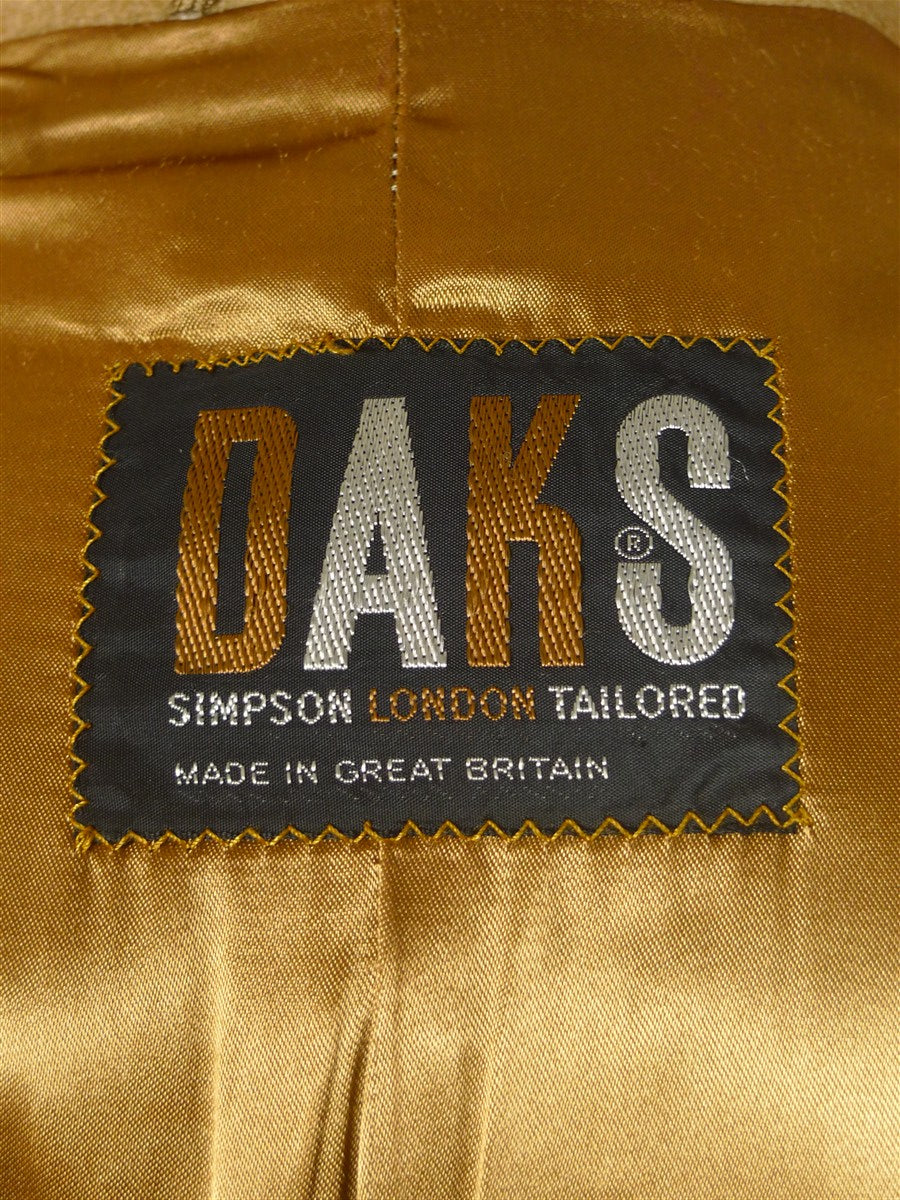 DAKS®
SIMPSON LONDON TAILORED
MADE IN GREAT BRITAIN